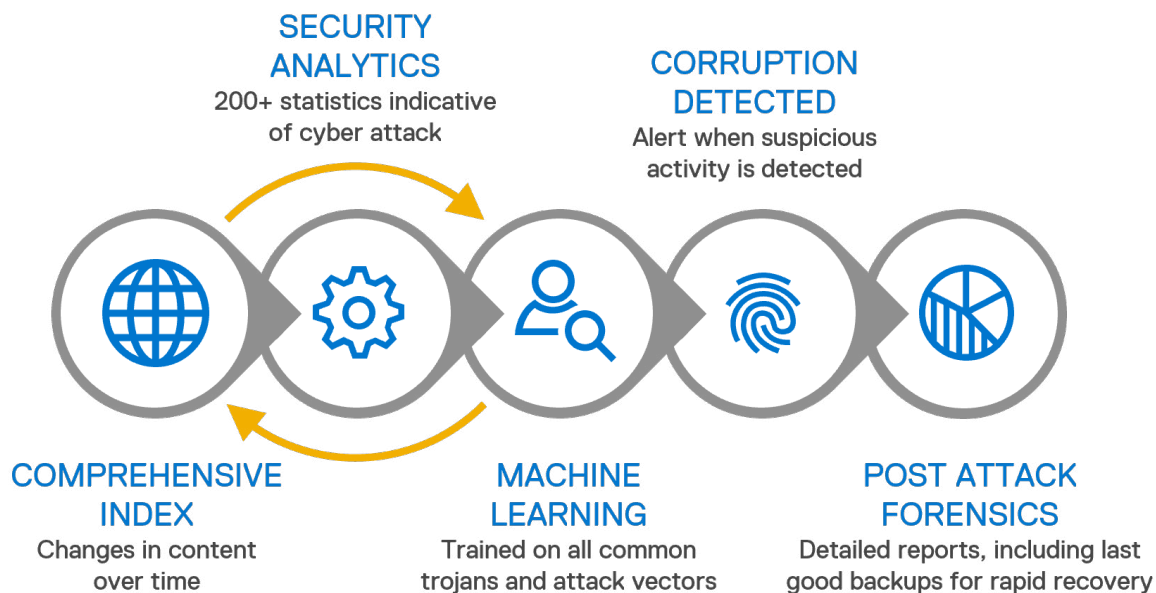 SECURITY
ANALYTICS
200+ statistics indicative
of cyber attack
CORRUPTION
DETECTED
Alert when suspicious
activity is detected
COMPREHENSIVE
INDEX
Changes in content
over time
MACHINE
LEARNING
Trained on all common
trojans and attack vectors
POST ATTACK
FORENSICS
Detailed reports, including last
good backups for rapid recovery